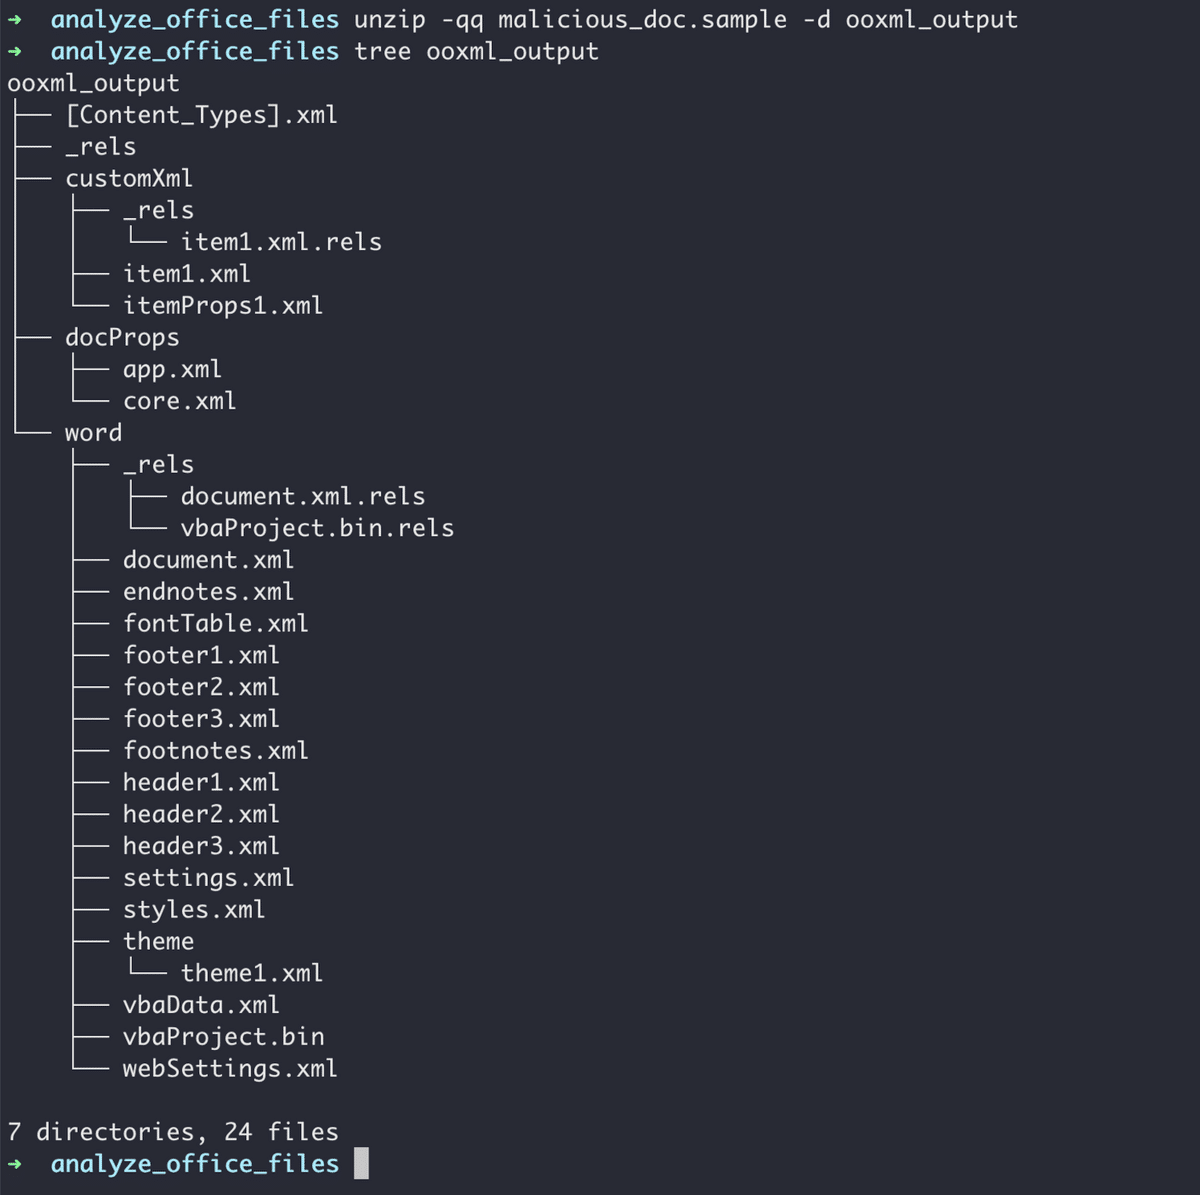 ➜  analyze_office_files unzip -qq malicious_doc.sample -d ooxml_output
➜  analyze_office_files tree ooxml_output
ooxml_output
├── [Content_Types].xml
├── _rels
├── customXml
│   ├── _rels
│   │   └── item1.xml.rels
│   ├── item1.xml
│   └── itemProps1.xml
├── docProps
│   ├── app.xml
│   └── core.xml
└── word
    ├── _rels
    │   ├── document.xml.rels
    │   └── vbaProject.bin.rels
    ├── document.xml
    ├── endnotes.xml
    ├── fontTable.xml
    ├── footer1.xml
    ├── footer2.xml
    ├── footer3.xml
    ├── footnotes.xml
    ├── header1.xml
    ├── header2.xml
    ├── header3.xml
    ├── settings.xml
    ├── styles.xml
    ├── theme
    │   └── theme1.xml
    ├── vbaData.xml
    ├── vbaProject.bin
    └── webSettings.xml

7 directories, 24 files
➜  analyze_office_files